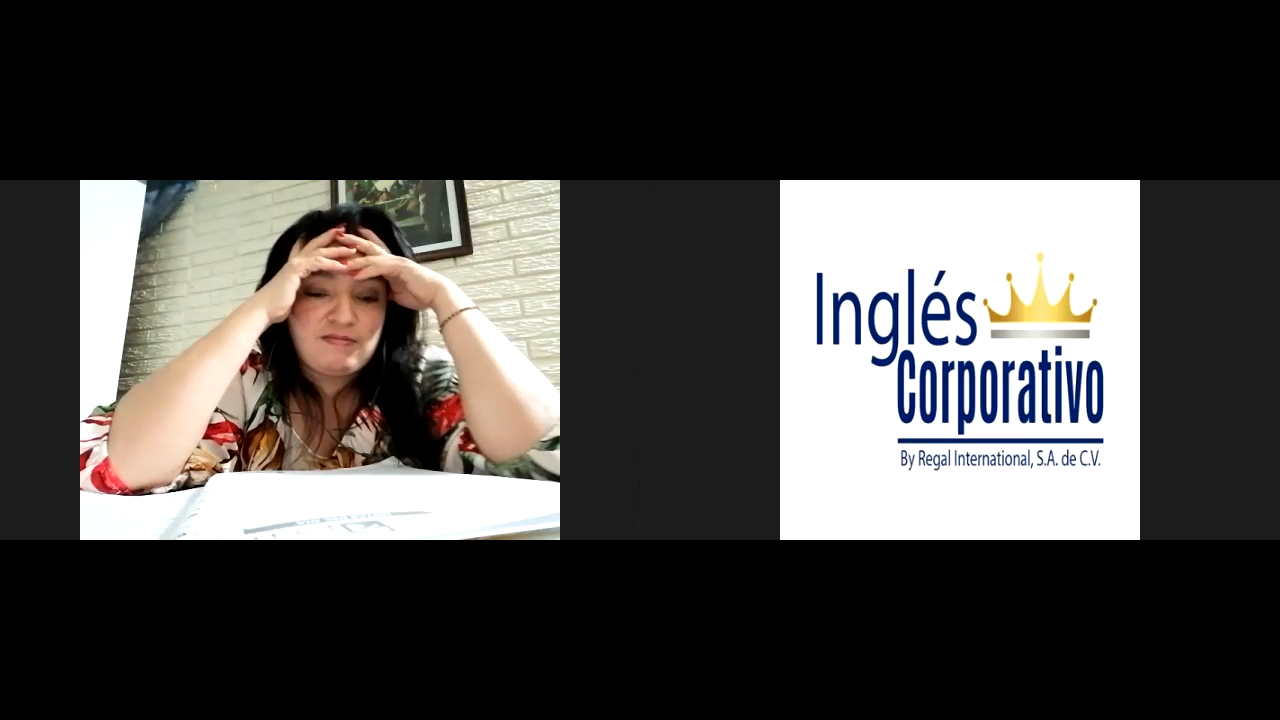 Inglés
Corporativo
By Regal International, S.A. de C.V.